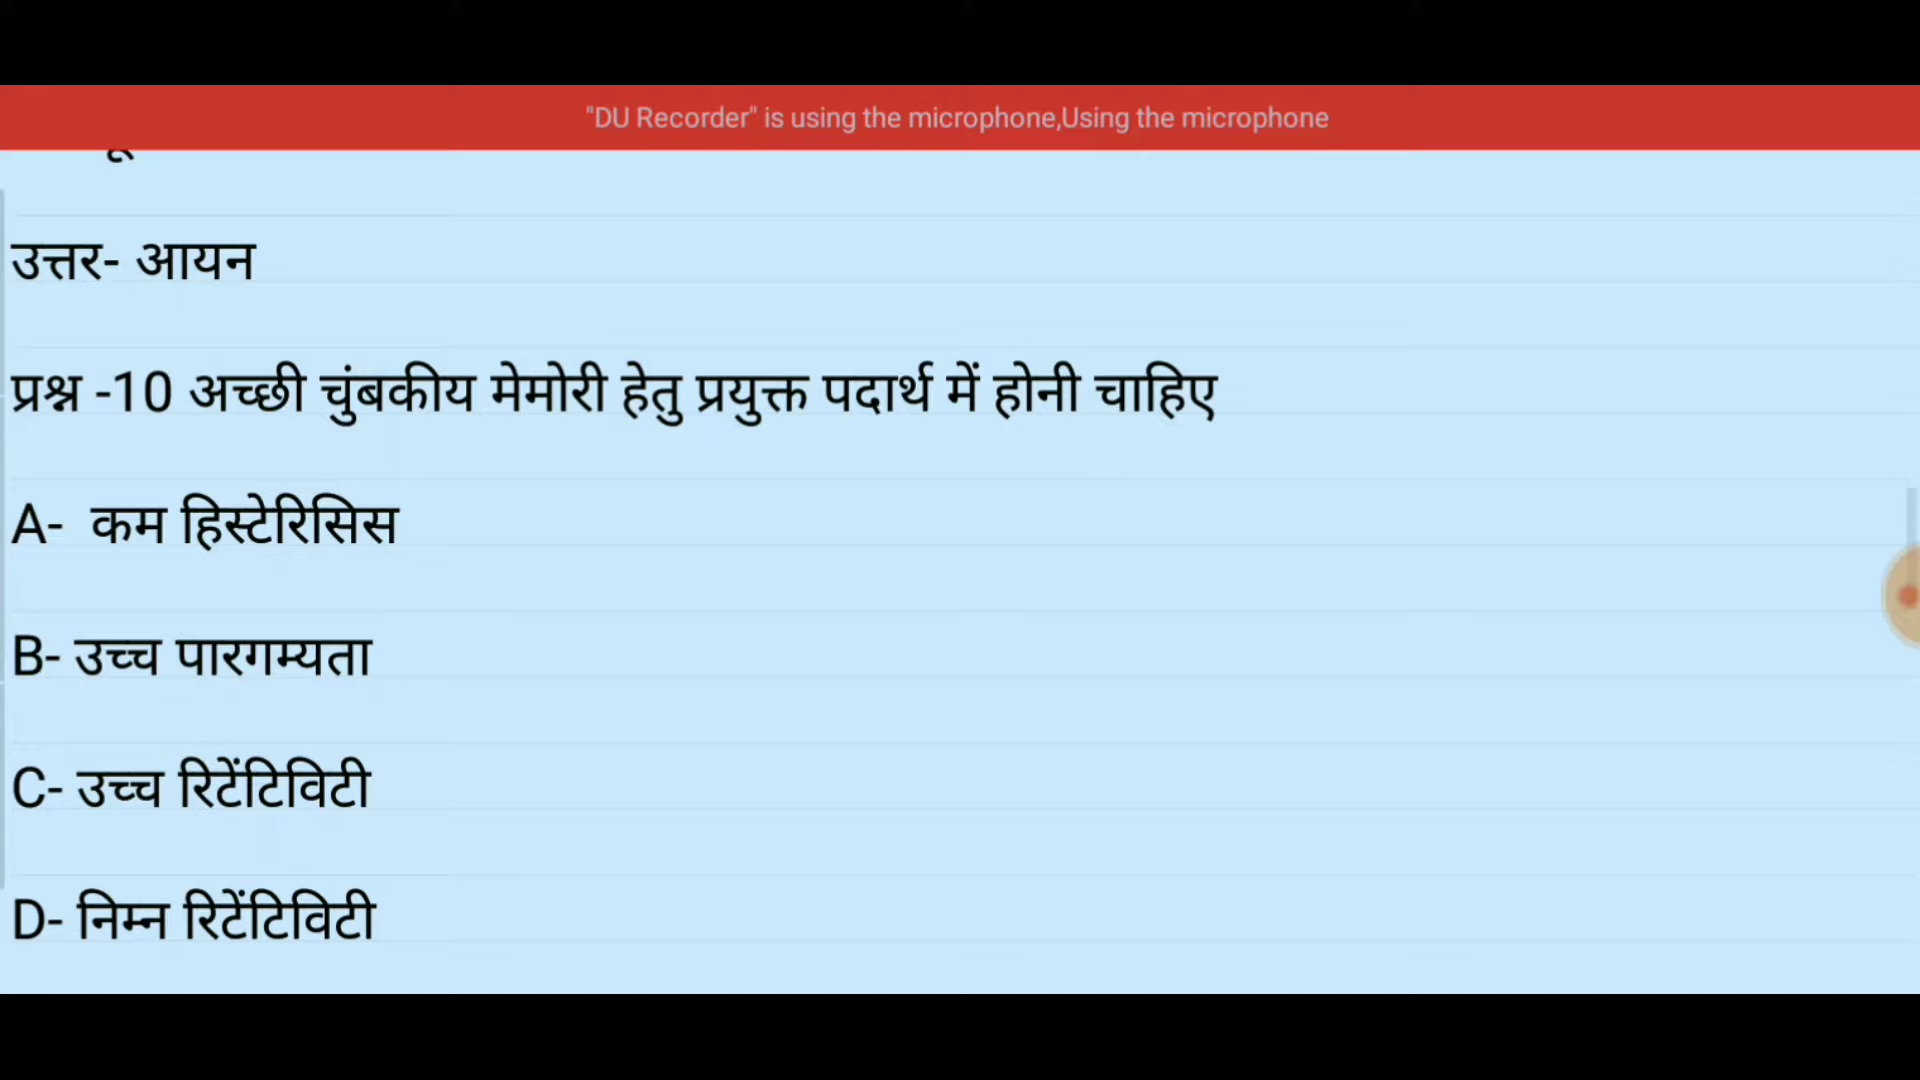 "DU Recorder" is using the microphone,Using the microphone
उत्तर- आयन
प्रश्न -10 अच्छी चुंबकीय मेमोरी हेतु प्रयुक्त पदार्थ में होनी चाहिए
A- कम हिस्टेरिसिस
B- उच्च पारगम्यता
C- उच्च रिटेंटिविटी
D- निम्न रिटेंटिविटी